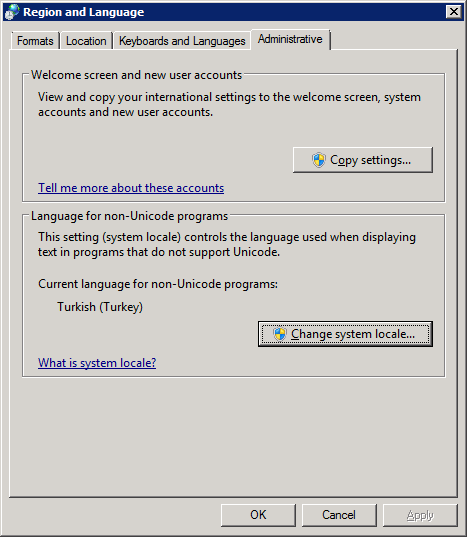 Region and Language
Formats Location Keyboards and Languages Administrative
Welcome screen and new user accounts
View and copy your international settings to the welcome screen, system
accounts and new user accounts.
Copy settings...
Tell me more about these accounts
Language for non-Unicode programs
This setting (system locale) controls the language used when displaying
text in programs that do not support Unicode.
Current language for non-Unicode programs:
Turkish (Turkey)
Change system locale...
What is system locale?
OK Cancel Apply